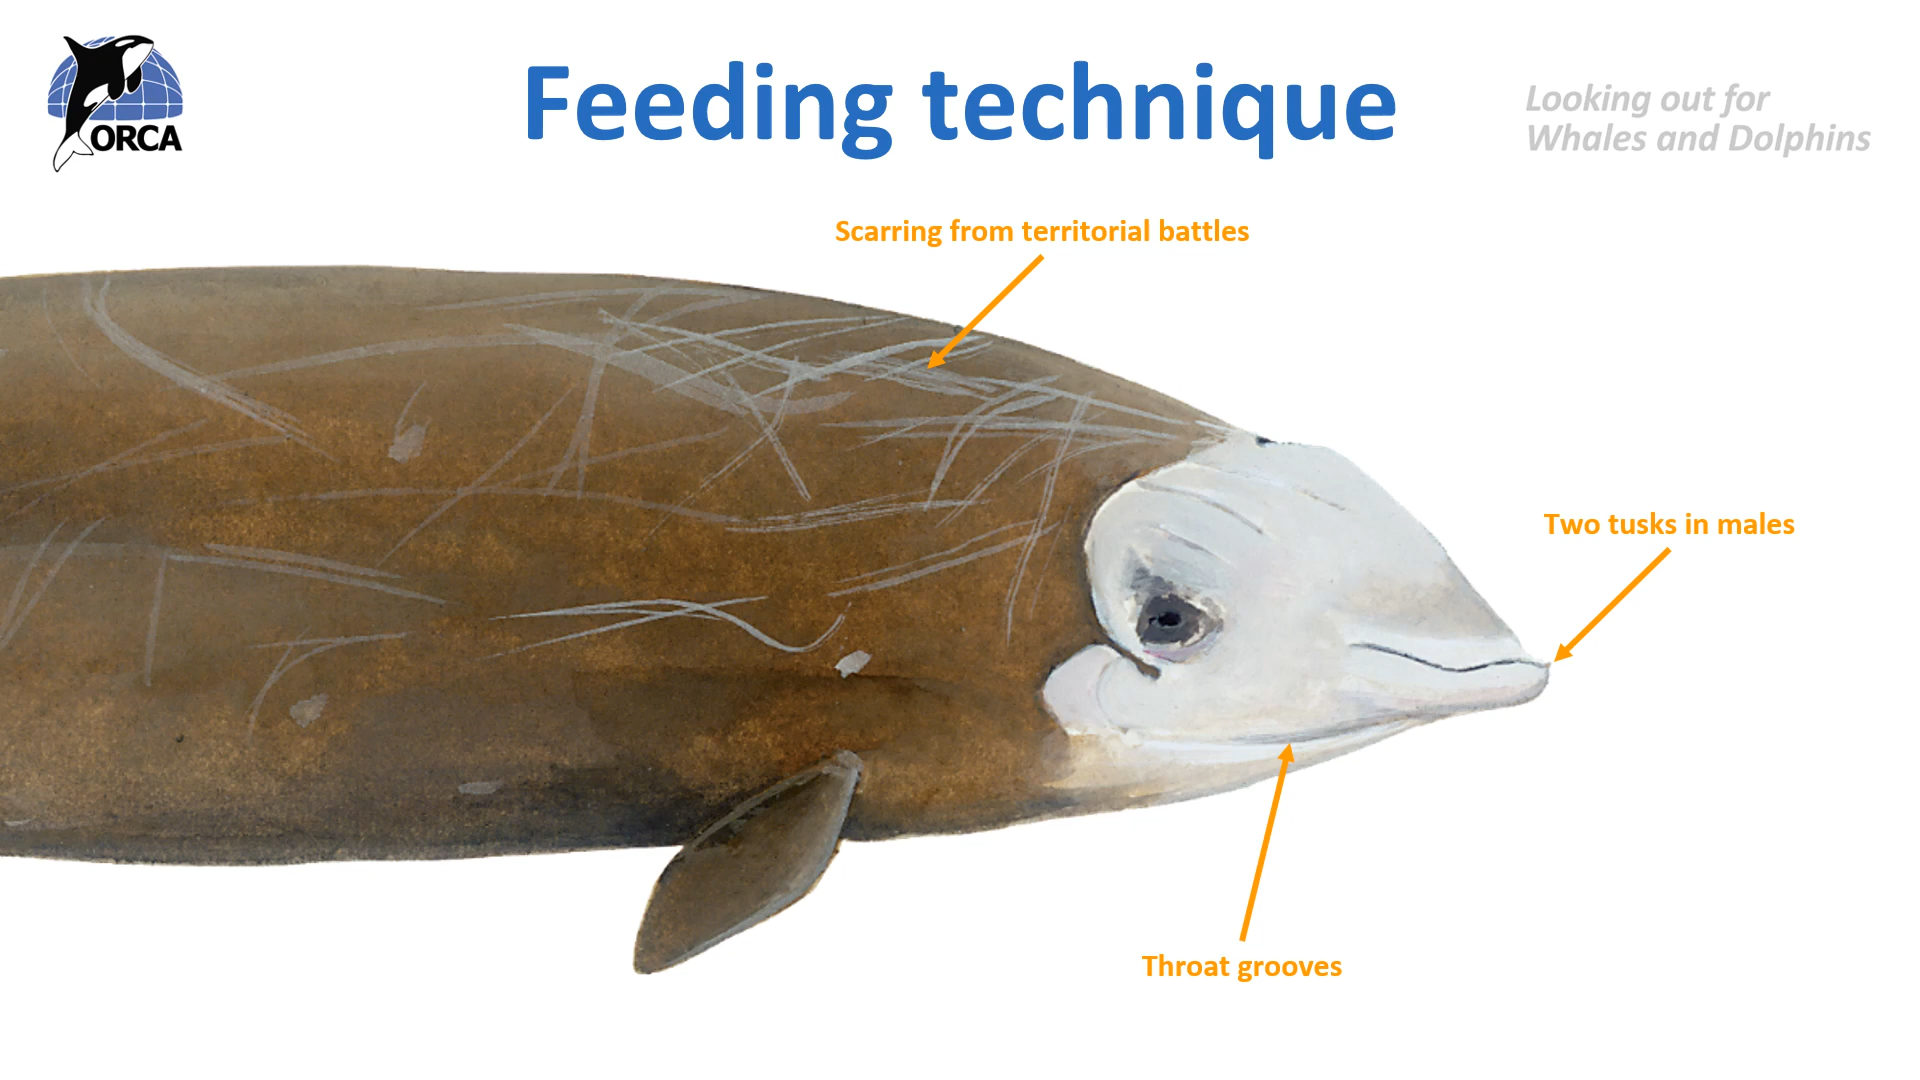 ORCA
Feeding technique
Looking out for
Whales and Dolphins
Scarring from territorial battles
Two tusks in males
Throat grooves